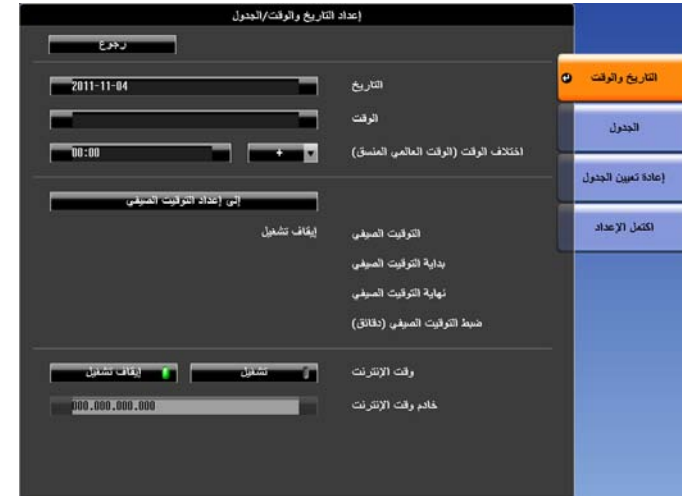 إعداد التاريخ والوقت/الجدول
رجوع
التاريخ والوقت
الجدول
إعادة تعيين الجدول
اكتمل الإعداد
التاريخ 2011-11-04
الوقت
اختلاف الوقت (الوقت العالمي المنسق) + 00:00
إلى إعداد التوقيت الصيفي
التوقيت الصيفي إيقاف تشغيل
بداية التوقيت الصيفي
نهاية التوقيت الصيفي
ضبط التوقيت الصيفي (دقائق)
وقت الإنترنت تشغيل إيقاف تشغيل
خادم وقت الإنترنت 000.000.000.000